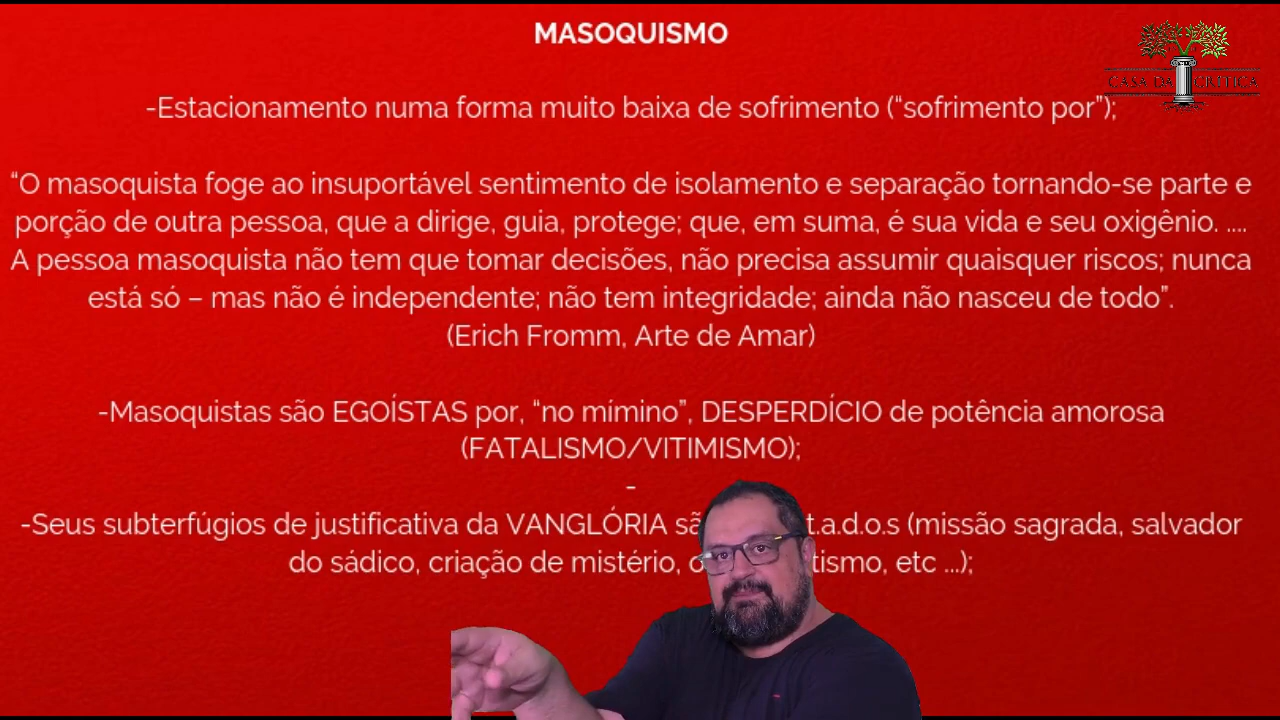 MASOQUISMO
CASA DA CRÍTICA
-Estacionamento numa forma muito baixa de sofrimento (“sofrimento por”);
“O masoquista foge ao insuportável sentimento de isolamento e separação tornando-se parte e
porção de outra pessoa, que a dirige, guia, protege; que, em suma, é sua vida e seu oxigênio. ....
A pessoa masoquista não tem que tomar decisões, não precisa assumir quaisquer riscos; nunca
está só – mas não é independente; não tem integridade; ainda não nasceu de todo”.
(Erich Fromm, Arte de Amar)
-Masoquistas são EGOÍSTAS por, “no mímino”, DESPERDÍCIO de potência amorosa
(FATALISMO/VITIMISMO);
-
-Seus subterfúgios de justificativa da VANGLÓRIA t.a.d.o.s (missão sagrada, salvador
do sádico, criação de mistério, etc ...);